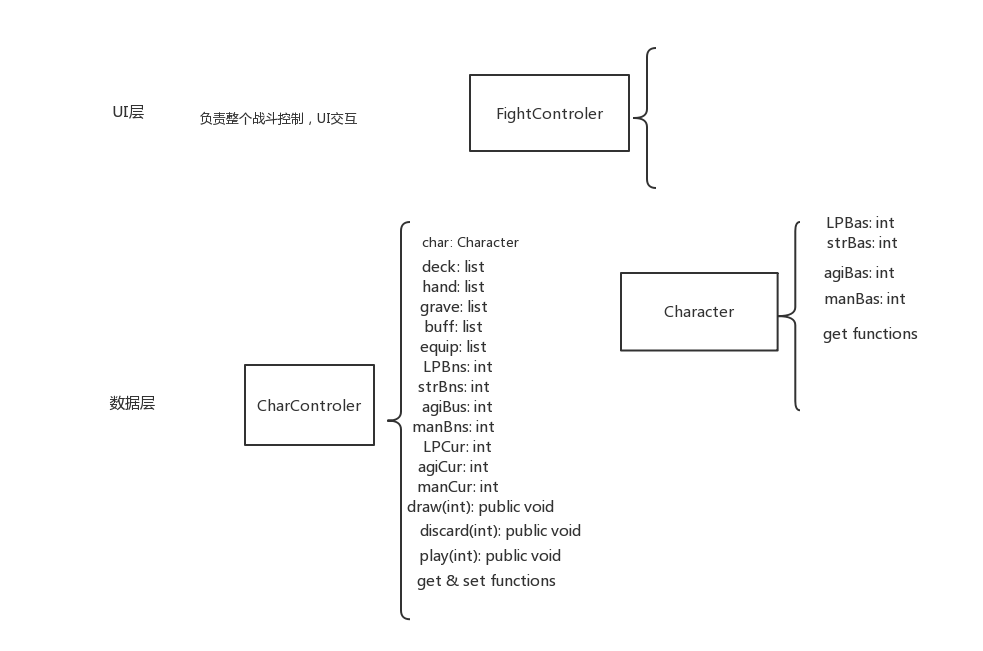 UI层
负责整个战斗控制，UI交互
FightControler
char: Character
deck: list
hand: list
grave: list
buff: list
equip: list
LPBns: int
strBns: int
agiBus: int
manBns: int
LPCur: int
agiCur: int
manCur: int
draw(int): public void
discard(int): public void
play(int): public void
get & set functions
LPBas: int
strBas: int
agiBas: int
manBas: int
get functions
Character
数据层
CharControler